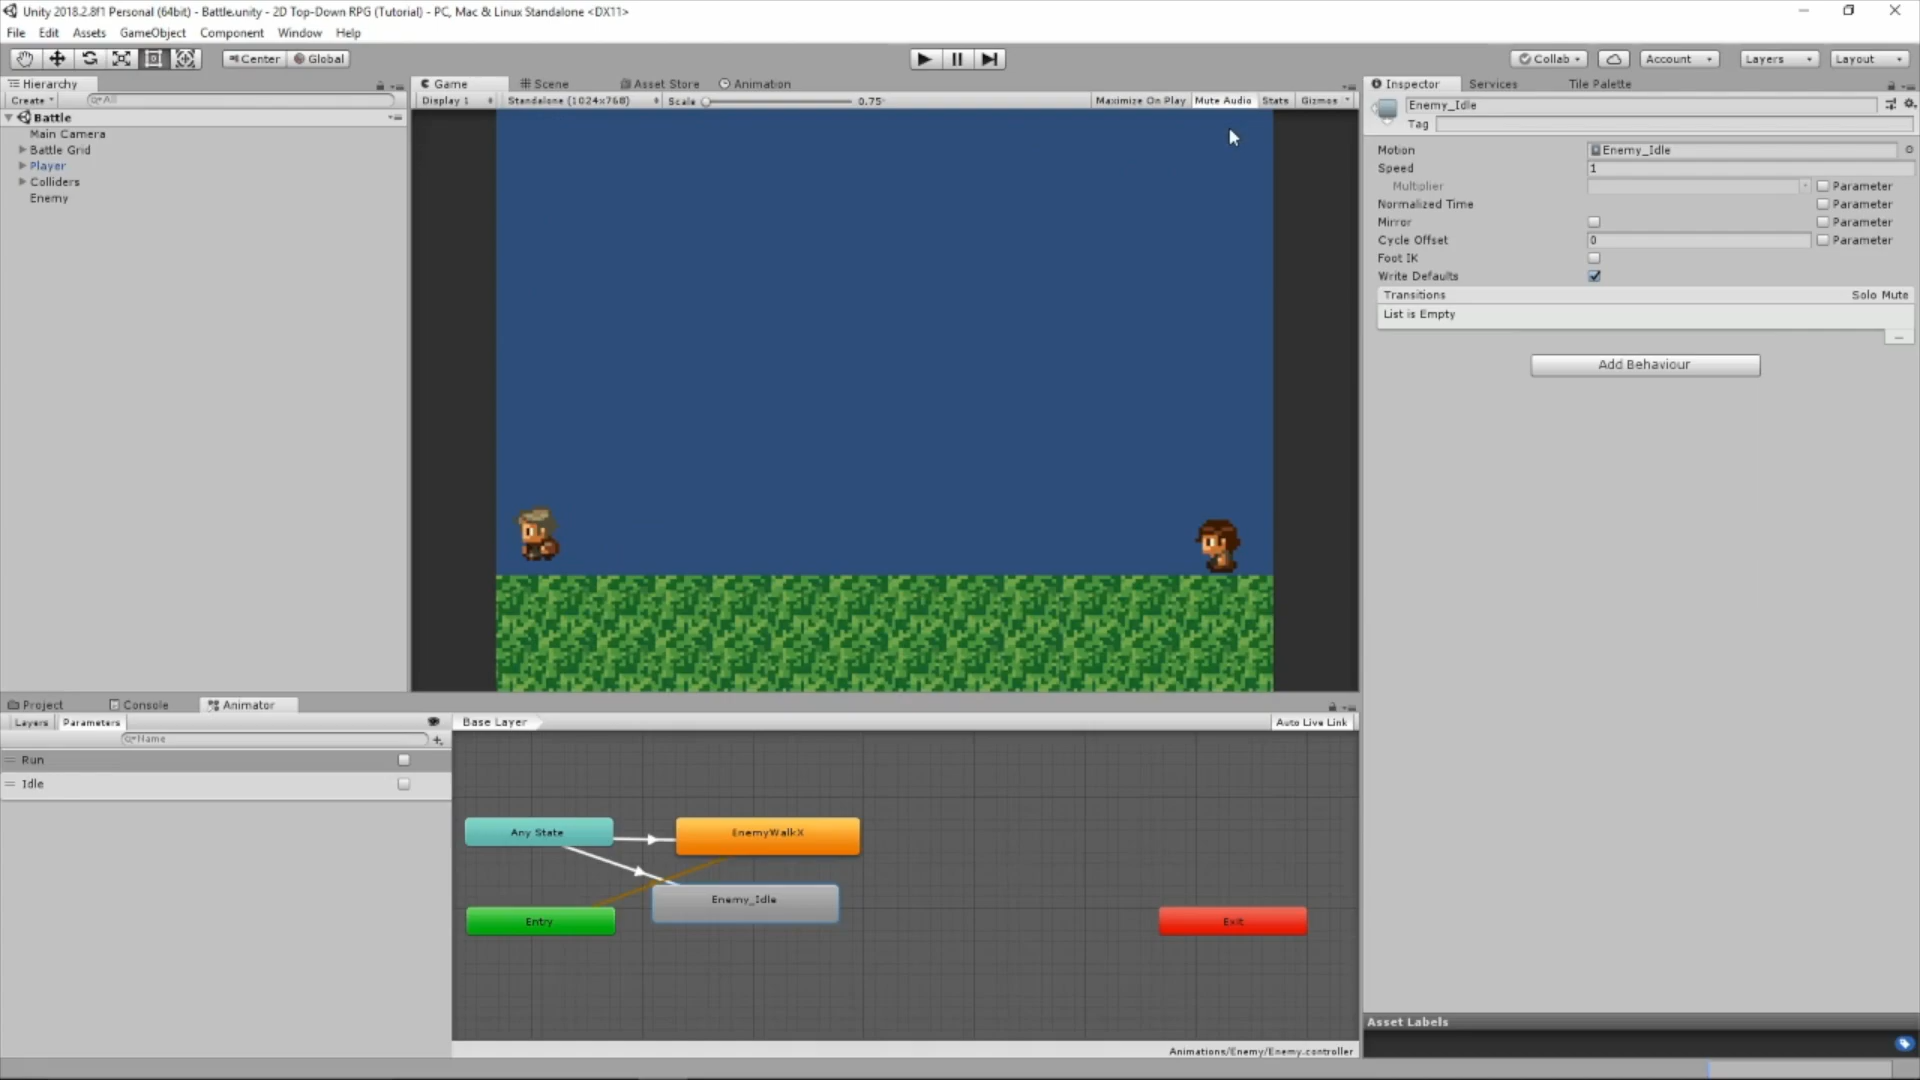 Unity 2018.2.8f1 Personal (64bit) - Battle.unity - 2D Top-Down RPG (Tutorial) - PC, Mac & Linux Standalone <DX11>
File Edit Assets GameObject Component Window Help
Center Global Collab Account Layers Layout
Hierarchy
Create All
Battle
Main Camera
Battle Grid
Player
Colliders
Enemy
Game Scene Asset Store Animation
Display 1 Standalone (1024x768) Scale 0.75 Maximize On Play Mute Audio Stats Gizmos
Inspector Services Tile Palette
Enemy_Idle
Tag
Motion Enemy_Idle
Speed 1
Multiplier Parameter
Normalized Time Parameter
Mirror Parameter
Cycle Offset 0 Parameter
Foot IK
Write Defaults
Transitions Solo Mute
List is Empty
Add Behaviour
Project Console Animator
Layers Parameters
Name
Run
Idle
Base Layer Auto Live Link
Any State
EnemyWalkX
Enemy_Idle
Entry
Exit
Animations/Enemy/Enemy.controller
Asset Labels